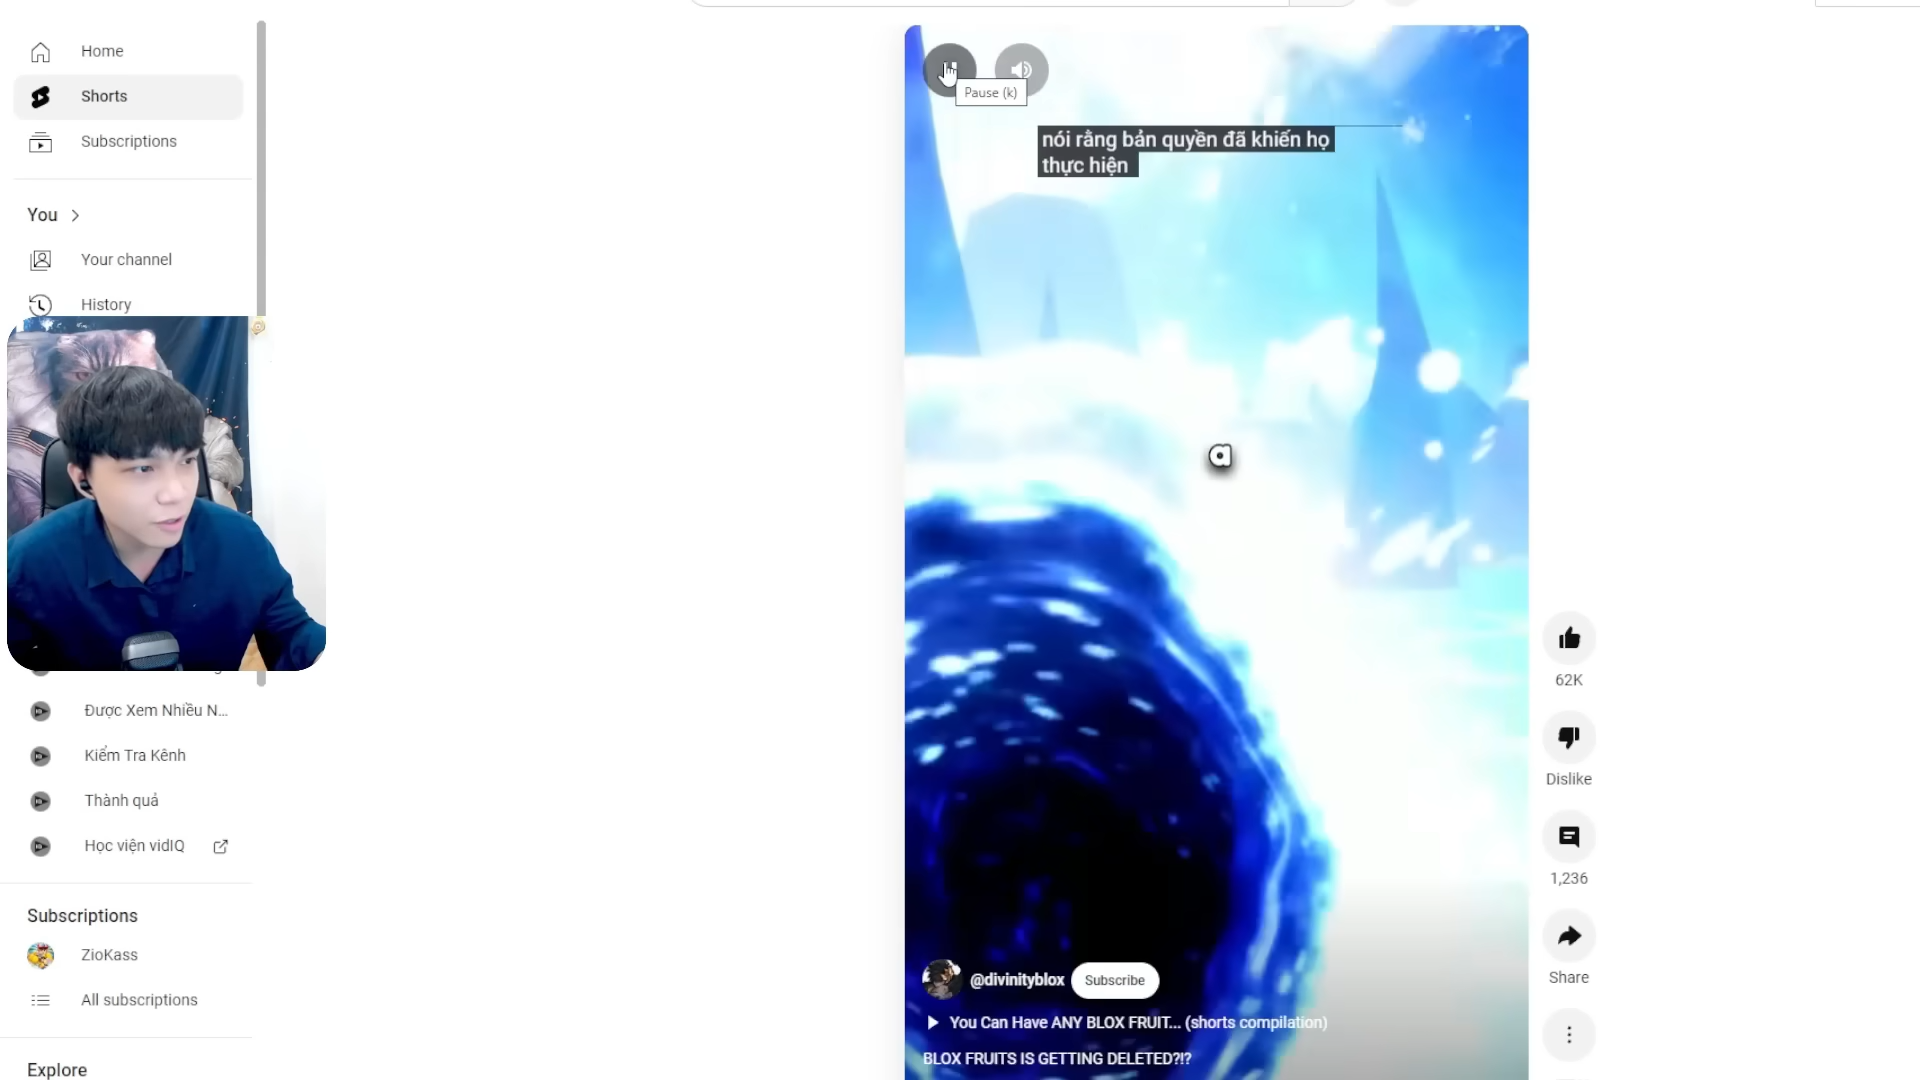 Home
Shorts
Subscriptions
You
Your channel
History
Được Xem Nhiều N...
Kiểm Tra Kênh
Thành quả
Học viện vidIQ
Subscriptions
ZioKass
All subscriptions
Explore
Pause (k)
nói rằng bản quyền đã khiến họ
thực hiện
a
@divinityblox
Subscribe
You Can Have ANY BLOX FRUIT... (shorts compilation)
BLOX FRUITS IS GETTING DELETED?!?
62K
Dislike
1,236
Share